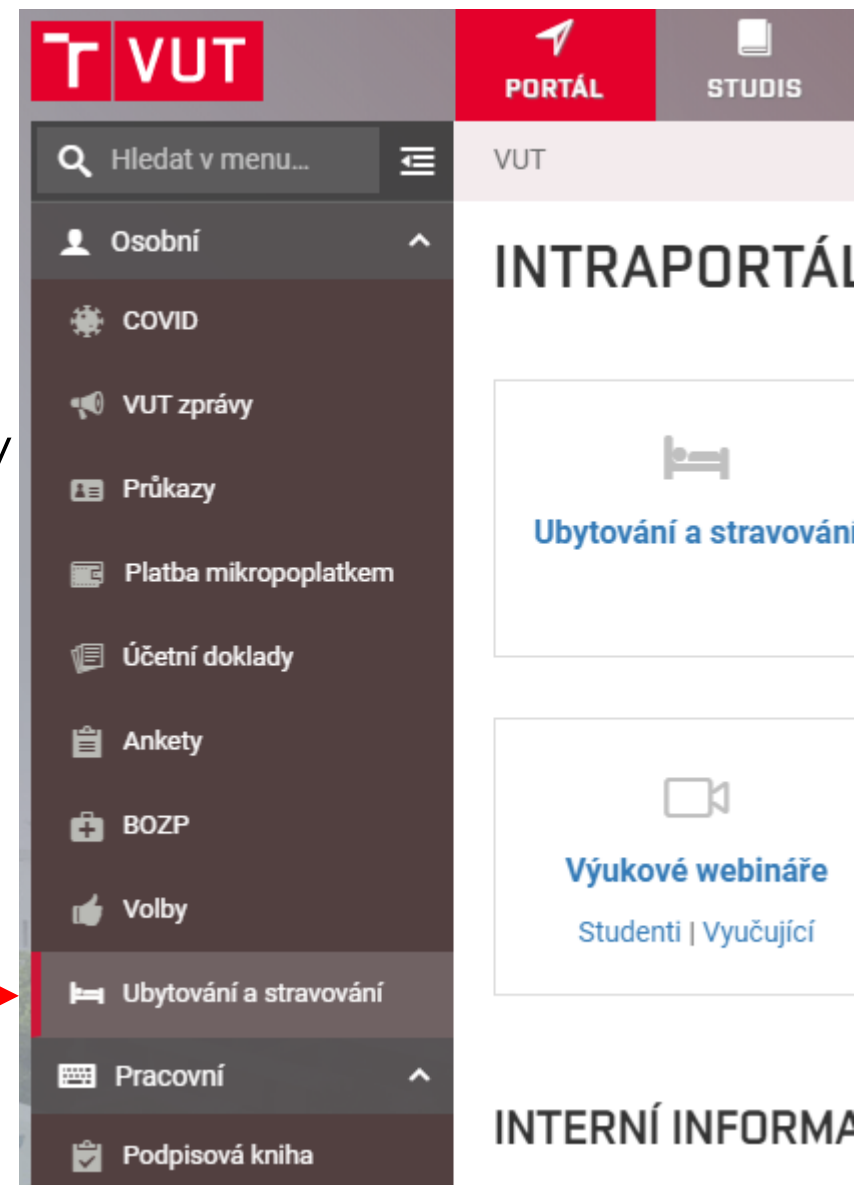 VUT
PORTÁL
STUDIS
Hledat v menu...
VUT
Osobní
COVID
VUT zprávy
Průkazy
Platba mikropoplatkem
Účetní doklady
Ankety
BOZP
Volby
Ubytování a stravování
Pracovní
Podpisová kniha
INTRAPORTÁL
Ubytování a stravování
Výukové webináře
Studenti | Vyučující
INTERNÍ INFORMA